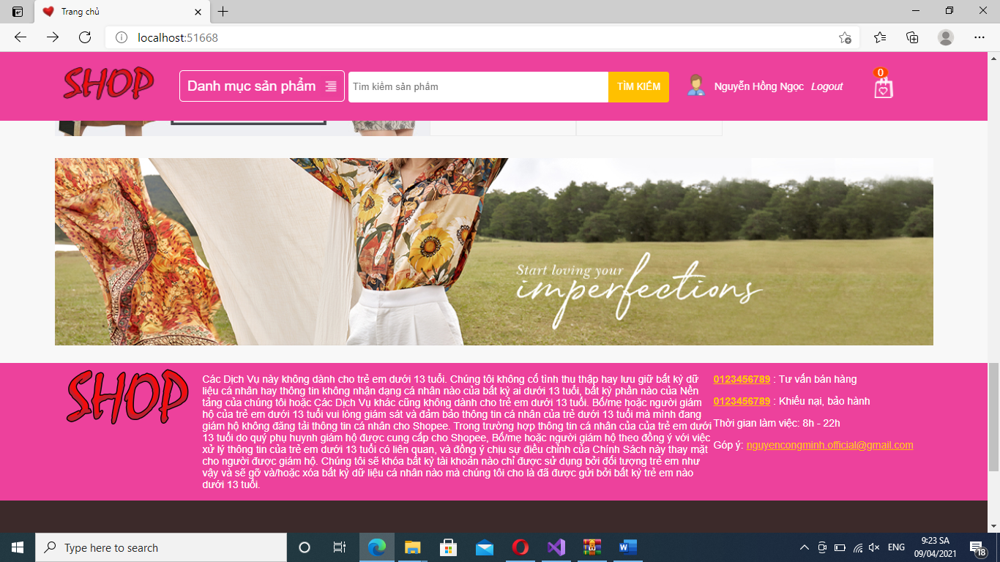 Trang chủ
localhost:51668
SHOP
Danh mục sản phẩm
Tìm kiếm sản phẩm
TÌM KIẾM
Nguyễn Hồng Ngọc Logout
0
Start loving your
imperfections
SHOP
Các Dịch Vụ này không dành cho trẻ em dưới 13 tuổi. Chúng tôi không cố tình thu thập hay lưu giữ bất kỳ dữ
liệu cá nhân hay thông tin không nhận dạng cá nhân nào của bất kỳ ai dưới 13 tuổi, bất kỳ phần nào của Nền
tảng của chúng tôi hoặc Các Dịch Vụ khác cũng không dành cho trẻ em dưới 13 tuổi. Bố/mẹ hoặc người giám
hộ của trẻ em dưới 13 tuổi vui lòng giám sát và đảm bảo thông tin cá nhân của trẻ dưới 13 tuổi mà mình đang
giám hộ không đăng tải thông tin cá nhân cho Shopee. Trong trường hợp thông tin cá nhân của của trẻ em dưới
13 tuổi do quý phụ huynh giám hộ được cung cấp cho Shopee, Bố/mẹ hoặc người giám hộ theo đồng ý với việc
xử lý thông tin của trẻ em dưới 13 tuổi có liên quan, và đồng ý chịu sự điều chỉnh của Chính Sách này thay mặt
cho người được giám hộ. Chúng tôi sẽ khóa bất kỳ tài khoản nào chỉ được sử dụng bởi đối tượng trẻ em như
vậy và sẽ gỡ và/hoặc xóa bất kỳ dữ liệu cá nhân nào mà chúng tôi cho là đã được gửi bởi bất kỳ trẻ em nào
dưới 13 tuổi.
0123456789 : Tư vấn bán hàng
0123456789 : Khiếu nại, bảo hành
Thời gian làm việc: 8h - 22h
Góp ý: nguyencongminh.official@gmail.com
Type here to search
ENG
9:23 SA
09/04/2021
18